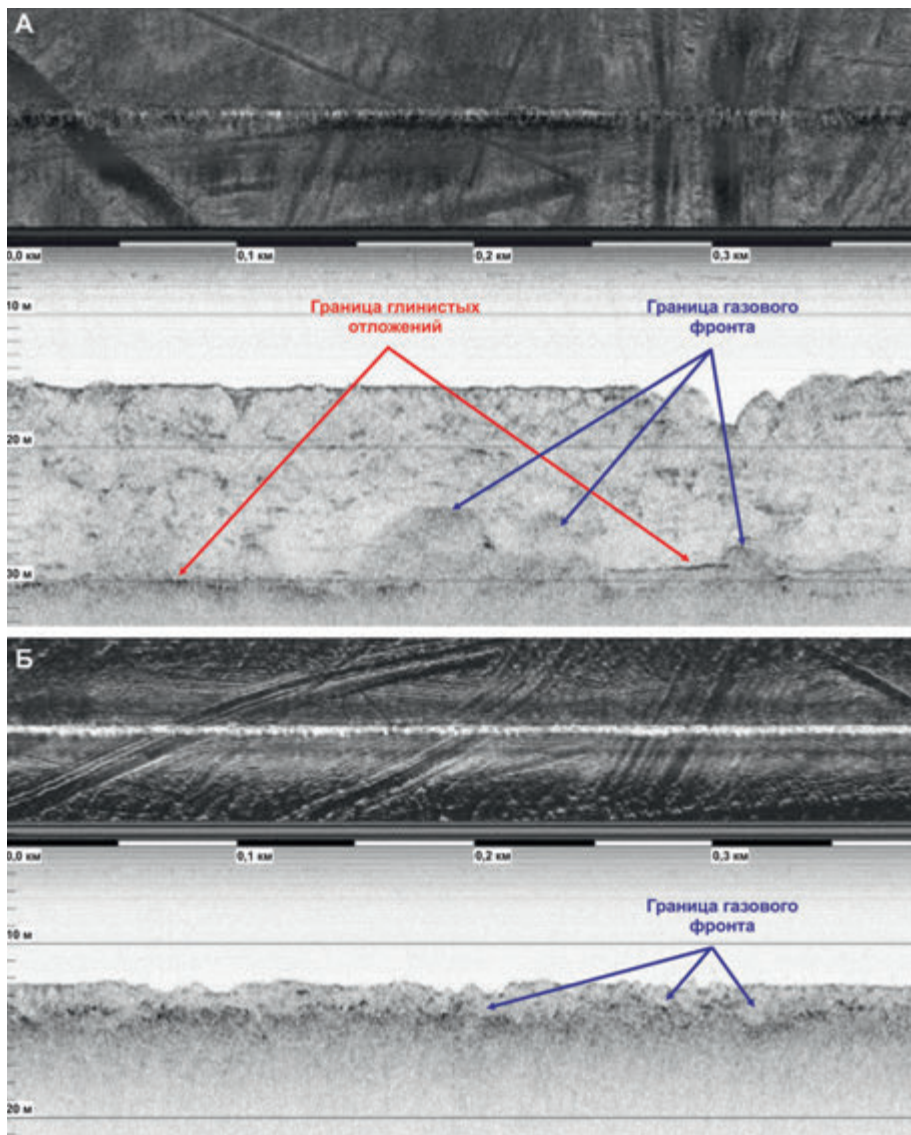 А
0,0 км 0,1 км 0,2 км 0,3 км
10 м
Граница глинистых
отложений
Граница газового
фронта
20 м
30 м
Б
0,0 км 0,1 км 0,2 км 0,3 км
Граница газового
фронта
10 м
20 м